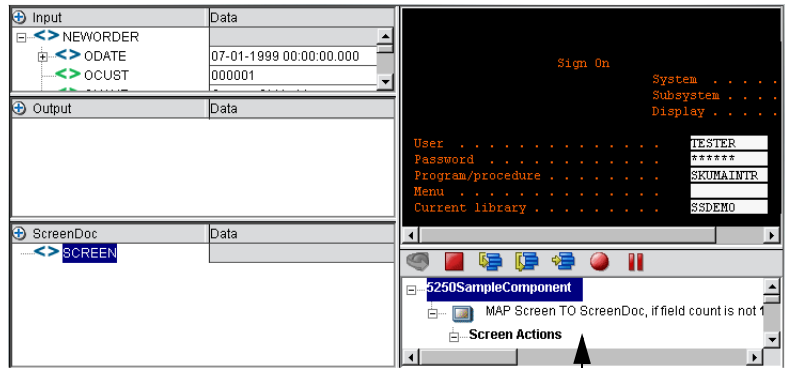 Input Data
NEWORDER
ODATE 07-01-1999 00:00:00.000
OCUST 000001
Output Data
ScreenDoc Data
SCREEN
Sign On
System . . . . .
Subsystem . . . .
Display . . . . .
User . . . . . . . . . . . . . . TESTER
Password . . . . . . . . . . . . ******
Program/procedure . . . . . . . . SKUMAINTR
Menu . . . . . . . . . . . . . .
Current library . . . . . . . . . SSDEMO
5250SampleComponent
MAP Screen TO ScreenDoc, if field count is not
Screen Actions